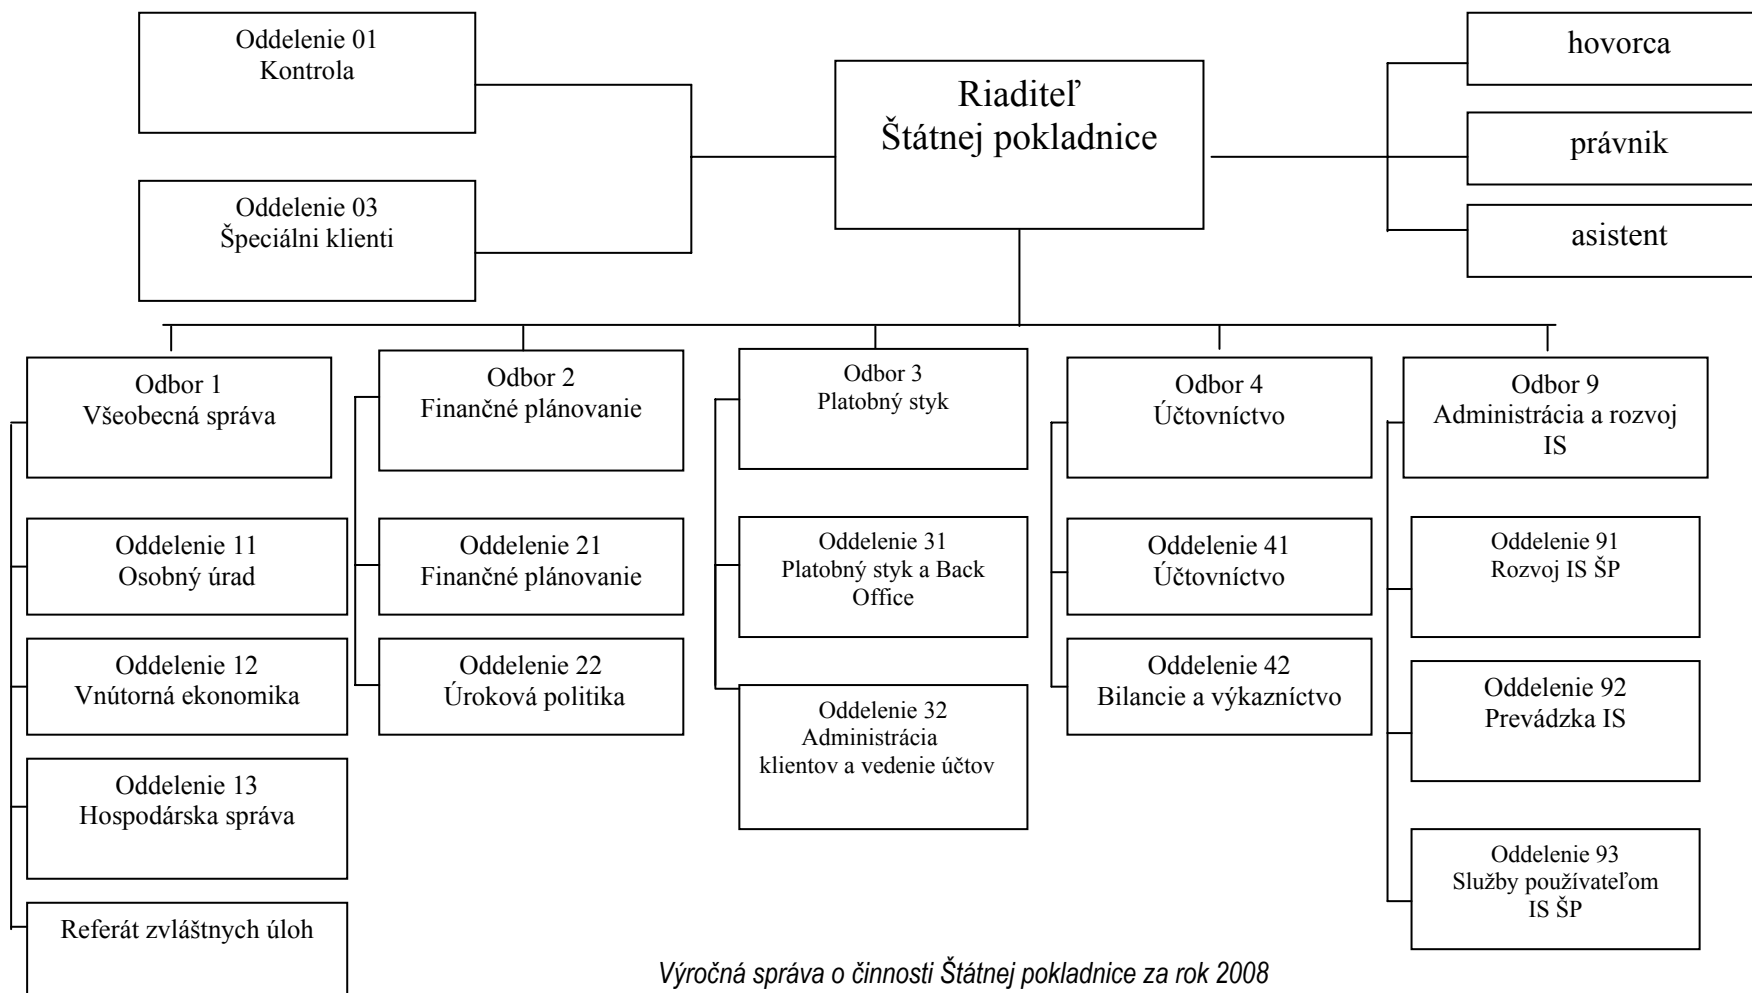 Oddelenie 01
Kontrola
Oddelenie 03
Špeciálni klienti
Riaditeľ
Štátnej pokladnice
hovorca
právnik
asistent
Odbor 1
Všeobecná správa
Oddelenie 11
Osobný úrad
Oddelenie 12
Vnútorná ekonomika
Oddelenie 13
Hospodárska správa
Referát zvláštnych úloh
Odbor 2
Finančné plánovanie
Oddelenie 21
Finančné plánovanie
Oddelenie 22
Úroková politika
Odbor 3
Platobný styk
Oddelenie 31
Platobný styk a Back
Office
Oddelenie 32
Administrácia
klientov a vedenie účtov
Odbor 4
Účtovníctvo
Oddelenie 41
Účtovníctvo
Oddelenie 42
Bilancie a výkazníctvo
Odbor 9
Administrácia a rozvoj
IS
Oddelenie 91
Rozvoj IS ŠP
Oddelenie 92
Prevádzka IS
Oddelenie 93
Služby používateľom
IS ŠP
Výročná správa o činnosti Štátnej pokladnice za rok 2008